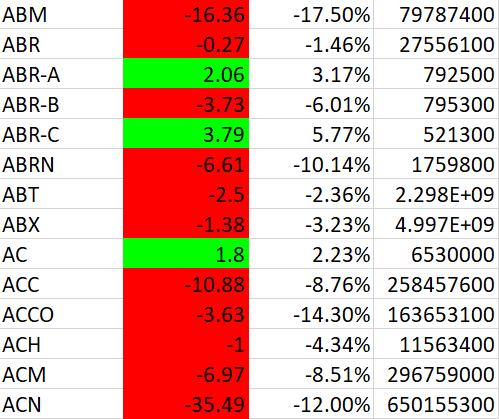 ABM -16.36 -17.50% 79787400
ABR -0.27 -1.46% 27556100
ABR-A 2.06 3.17% 792500
ABR-B -3.73 -6.01% 795300
ABR-C 3.79 5.77% 521300
ABRN -6.61 -10.14% 1759800
ABT -2.5 -2.36% 2.298E+09
ABX -1.38 -3.23% 4.997E+09
AC 1.8 2.23% 6530000
ACC -10.88 -8.76% 258457600
ACCO -3.63 -14.30% 163653100
ACH -1 -4.34% 11563400
ACM -6.97 -8.51% 296759000
ACN -35.49 -12.00% 650155300